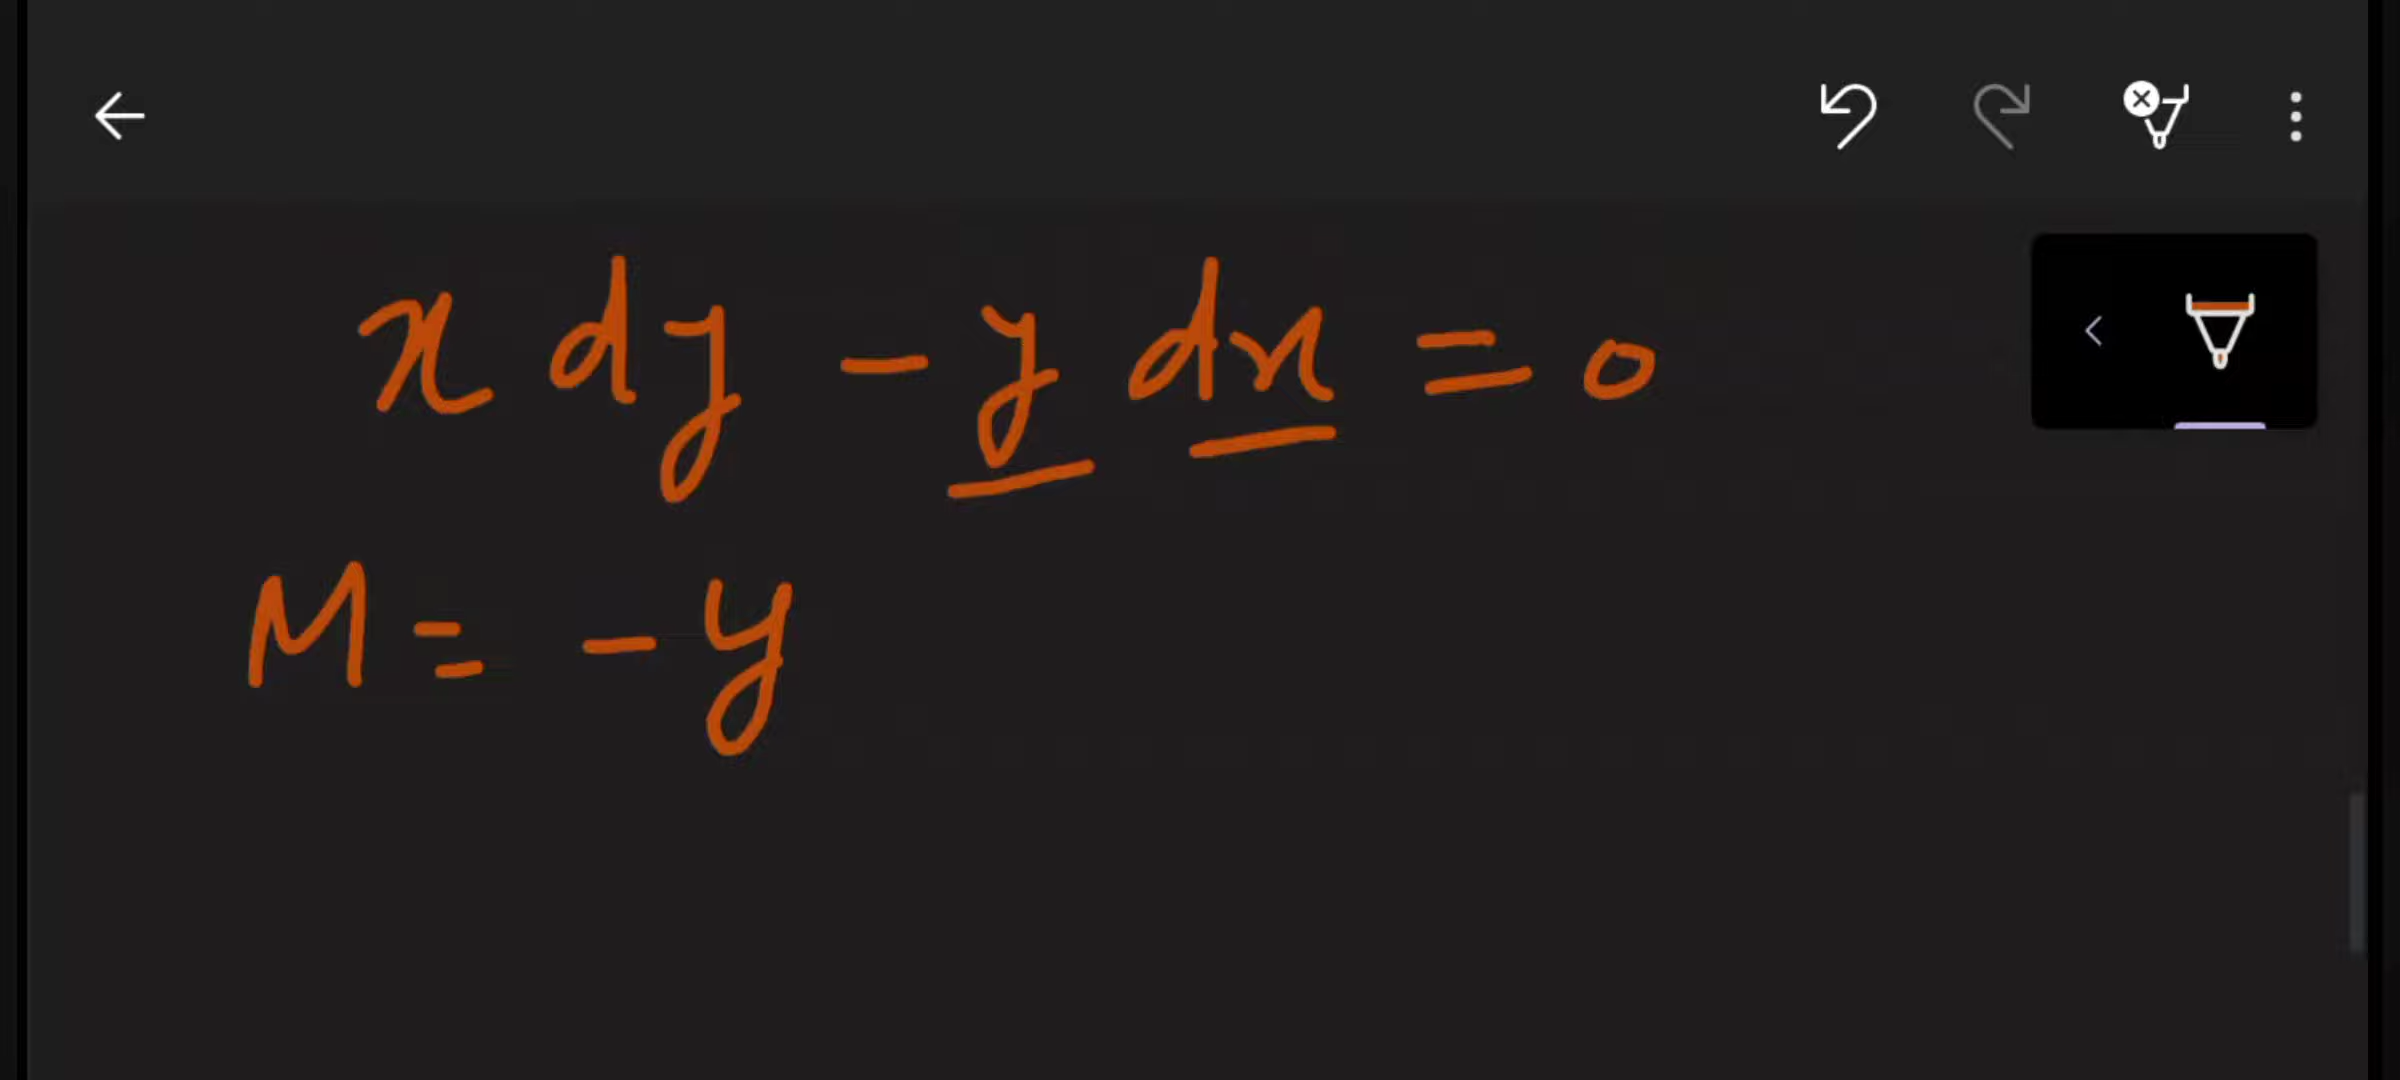 x dy - y dx = 0
M = - y